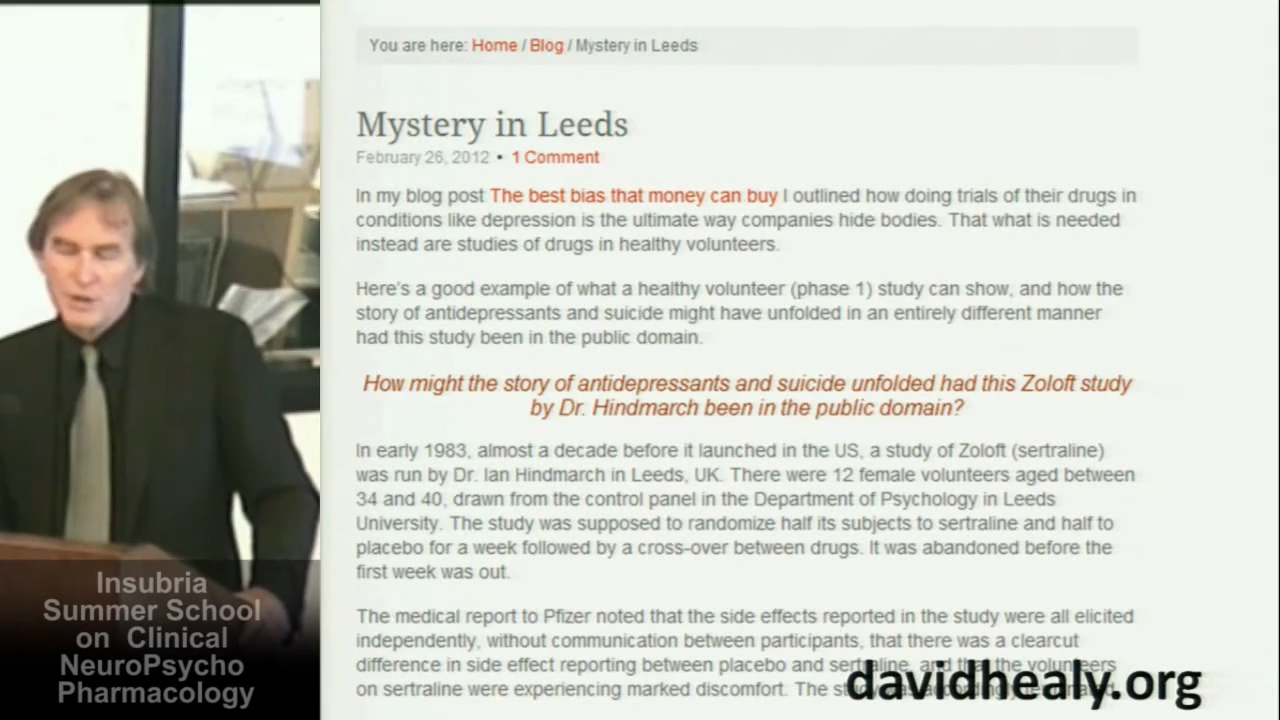 You are here: Home / Blog / Mystery in Leeds
Mystery in Leeds
February 26, 2012 • 1 Comment
In my blog post The best bias that money can buy I outlined how doing trials of their drugs in
conditions like depression is the ultimate way companies hide bodies. That what is needed
instead are studies of drugs in healthy volunteers.
Here's a good example of what a healthy volunteer (phase 1) study can show, and how the
story of antidepressants and suicide might have unfolded in an entirely different manner
had this study been in the public domain.
How might the story of antidepressants and suicide unfolded had this Zoloft study
by Dr. Hindmarch been in the public domain?
In early 1983, almost a decade before it launched in the US, a study of Zoloft (sertraline)
was run by Dr. Ian Hindmarch in Leeds, UK. There were 12 female volunteers aged between
34 and 40, drawn from the control panel in the Department of Psychology in Leeds
University. The study was supposed to randomize half its subjects to sertraline and half to
placebo for a week followed by a cross-over between drugs. It was abandoned before the
first week was out.
The medical report to Pfizer noted that the side effects reported in the study were all elicited
independently, without communication between participants, that there was a clearcut
difference in side effect reporting between placebo and sertraline, and that the volunteers
on sertraline were experiencing marked discomfort. The
davidhealy.org
Insubria
Summer School
on Clinical
NeuroPsycho
Pharmacology